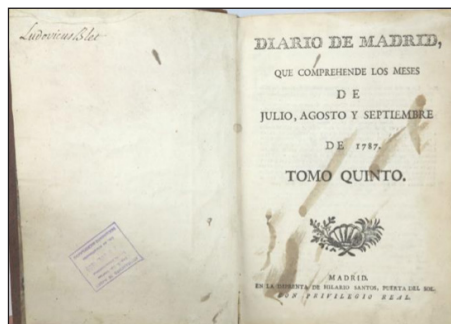 Ludovicus
DIARIO DE MADRID,
QUE COMPREHENDE LOS MESES
DE
JULIO, AGOSTO Y SEPTIEMBRE
DE 1787.
TOMO QUINTO.
MADRID.
EN LA IMPRENTA DE HILARIO SANTOS, PUERTA DEL SOL.
CON PRIVILEGIO REAL.